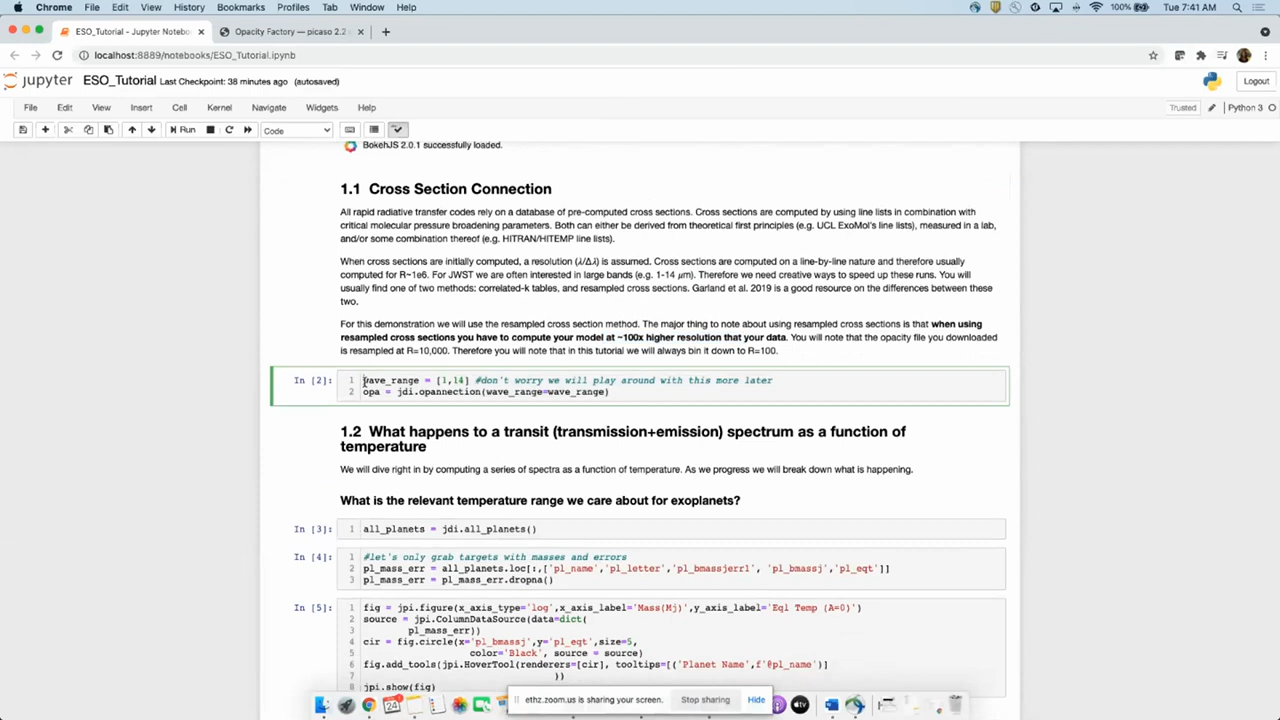 Chrome File Edit View History Bookmarks Profiles Tab Window Help 100% Tue 7:41 AM
ESO_Tutorial - Jupyter Notebo Opacity Factory — picaso 2.2
localhost:8889/notebooks/ESO_Tutorial.ipynb
jupyter ESO_Tutorial Last Checkpoint: 38 minutes ago (autosaved) Logout
File Edit View Insert Cell Kernel Navigate Widgets Help Trusted Python 3
Run Code
BokehJS 2.0.1 successfully loaded.
1.1 Cross Section Connection
All rapid radiative transfer codes rely on a database of pre-computed cross sections. Cross sections are computed by using line lists in combination with
critical molecular pressure broadening parameters. Both can either be derived from theoretical first principles (e.g. UCL ExoMol's line lists), measured in a lab,
and/or some combination thereof (e.g. HITRAN/HITEMP line lists).
When cross sections are initially computed, a resolution (λ/Δλ) is assumed. Cross sections are computed on a line-by-line nature and therefore usually
computed for R~1e6. For JWST we are often interested in large bands (e.g. 1-14 μm). Therefore we need creative ways to speed up these runs. You will
usually find one of two methods: correlated-k tables, and resampled cross sections. Garland et al. 2019 is a good resource on the differences between these
two.
For this demonstration we will use the resampled cross section method. The major thing to note about using resampled cross sections is that when using
resampled cross sections you have to compute your model at ~100x higher resolution that your data. You will note that the opacity file you downloaded
is resampled at R=10,000. Therefore you will note that in this tutorial we will always bin it down to R=100.
In [2]: 1 wave_range = [1,14] #don't worry we will play around with this more later
2 opa = jdi.opannection(wave_range=wave_range)
1.2 What happens to a transit (transmission+emission) spectrum as a function of
temperature
We will dive right in by computing a series of spectra as a function of temperature. As we progress we will break down what is happening.
What is the relevant temperature range we care about for exoplanets?
In [3]: 1 all_planets = jdi.all_planets()
In [4]: 1 #let's only grab targets with masses and errors
2 pl_mass_err = all_planets.loc[:,['pl_name','pl_letter','pl_bmassjerr1', 'pl_bmassj','pl_eqt']]
3 pl_mass_err = pl_mass_err.dropna()
In [5]: 1 fig = jpi.figure(x_axis_type='log',x_axis_label='Mass(Mj)',y_axis_label='Eql Temp (A=0)')
2 source = jpi.ColumnDataSource(data=dict(
3 pl_mass_err))
4 cir = fig.circle(x='pl_bmassj',y='pl_eqt',size=5,
5 color='Black', source = source)
6 fig.add_tools(jpi.HoverTool(renderers=[cir], tooltips=[('Planet Name',f'@pl_name')]
7 ))
8 jpi.show(fig)
ethz.zoom.us is sharing your screen. Stop sharing Hide
24